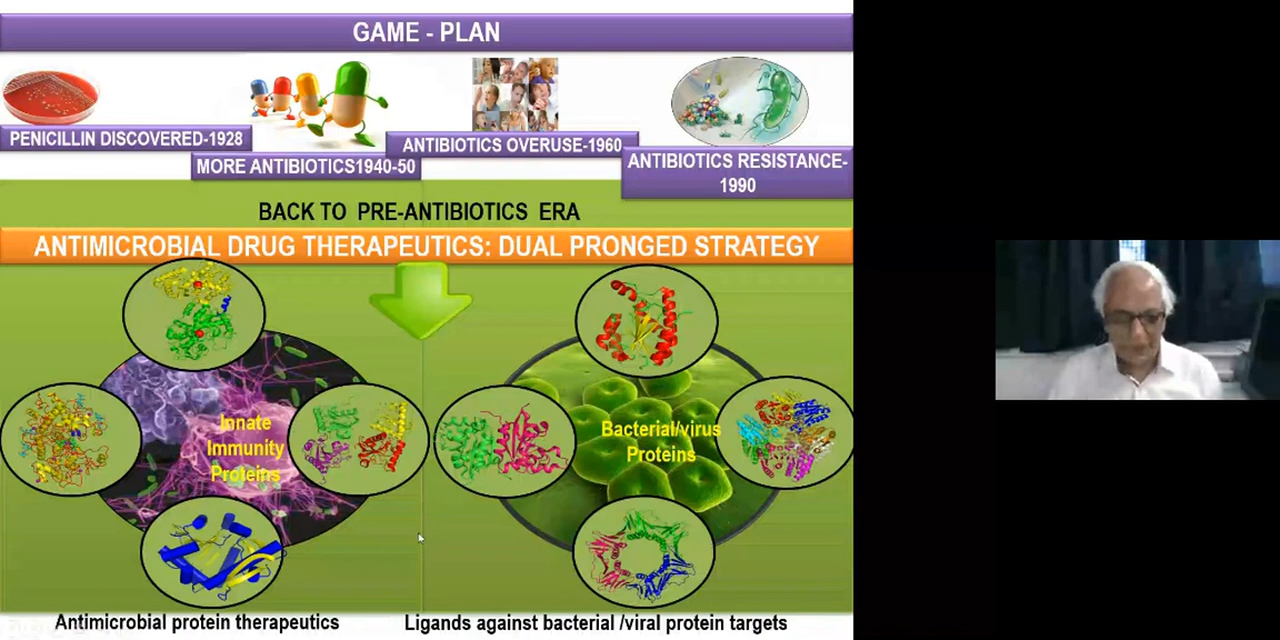 GAME - PLAN
PENICILLIN DISCOVERED-1928
MORE ANTIBIOTICS1940-50
ANTIBIOTICS OVERUSE-1960
ANTIBIOTICS RESISTANCE-
1990
BACK TO PRE-ANTIBIOTICS ERA
ANTIMICROBIAL DRUG THERAPEUTICS: DUAL PRONGED STRATEGY
Innate
Immunity
Proteins
Bacterial/virus
Proteins
Antimicrobial protein therapeutics
Ligands against bacterial /viral protein targets